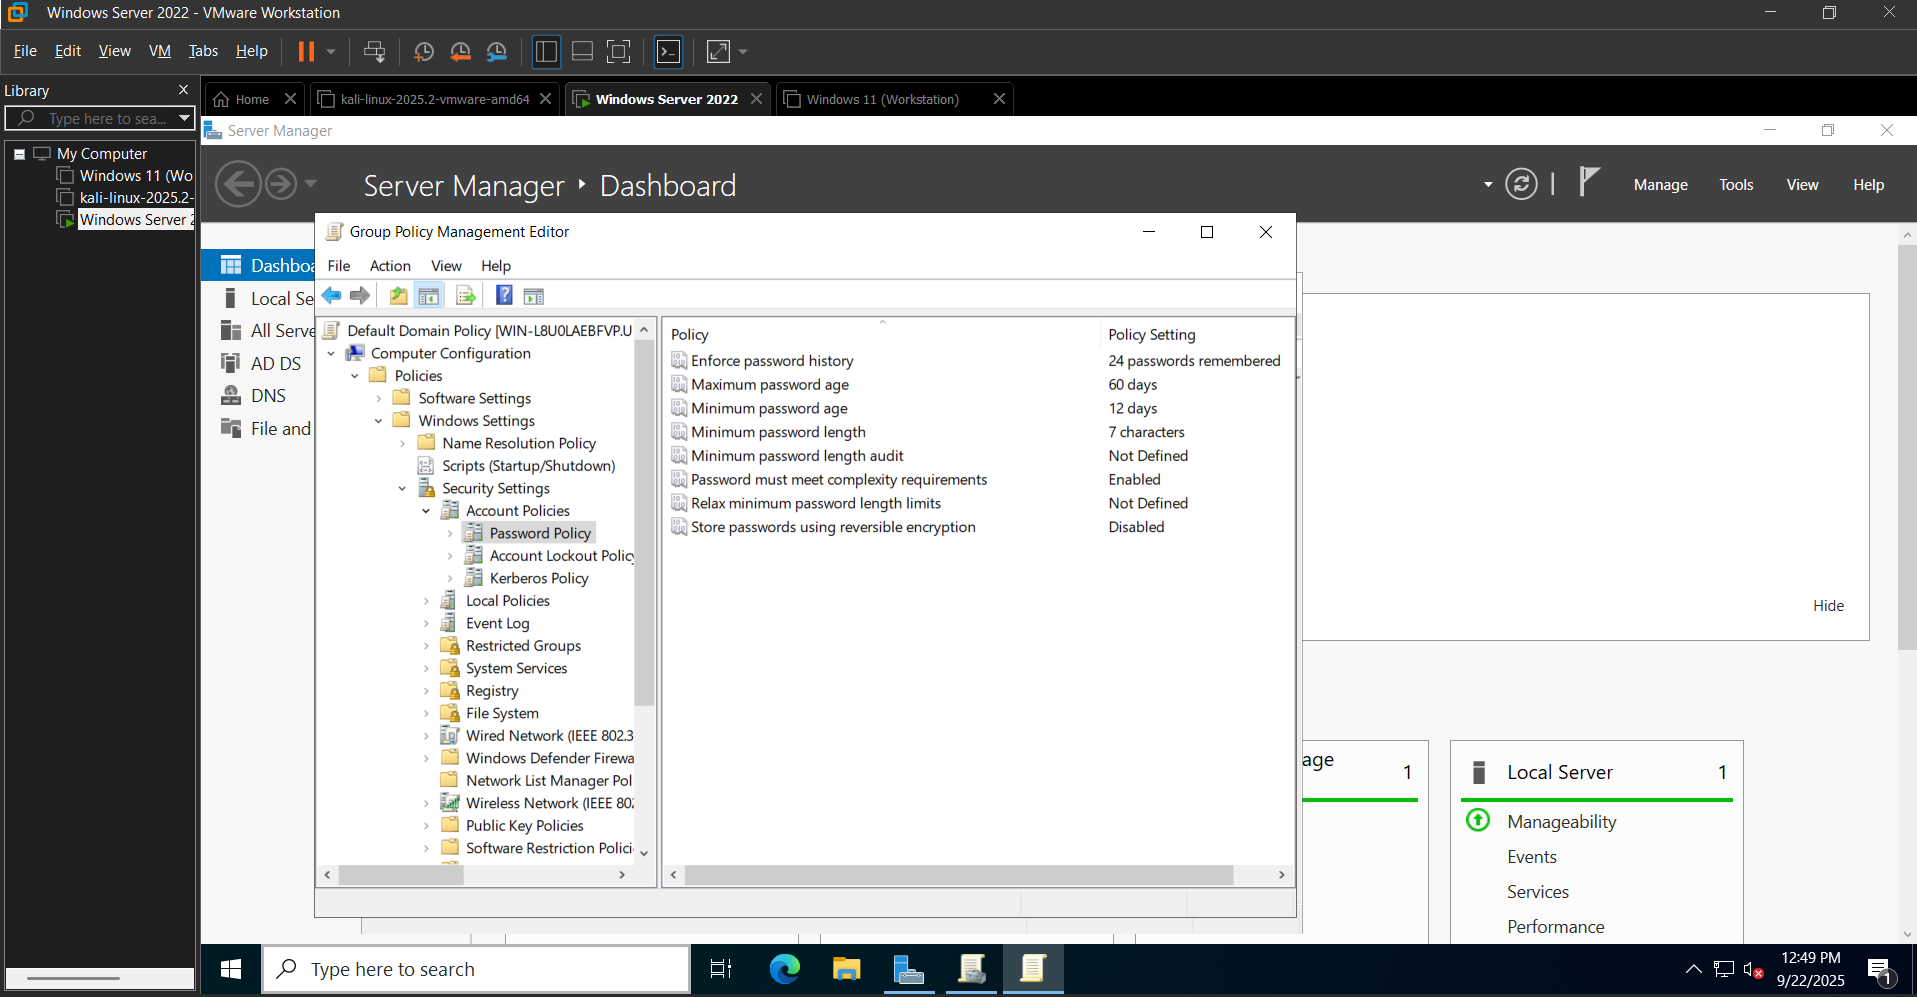 Windows Server 2022 - VMware Workstation
File Edit View VM Tabs Help
Library
Type here to sea...
My Computer
Windows 11 (Wo
kali-linux-2025.2-
Windows Server 2
Home
kali-linux-2025.2-vmware-amd64
Windows Server 2022
Windows 11 (Workstation)
Server Manager
Server Manager Dashboard
Manage Tools View Help
Dashboa
Local Se
All Serve
AD DS
DNS
File and
Group Policy Management Editor
File Action View Help
Default Domain Policy [WIN-L8U0LAEBFVP.U
Computer Configuration
Policies
Software Settings
Windows Settings
Name Resolution Policy
Scripts (Startup/Shutdown)
Security Settings
Account Policies
Password Policy
Account Lockout Policy
Kerberos Policy
Local Policies
Event Log
Restricted Groups
System Services
Registry
File System
Wired Network (IEEE 802.3
Windows Defender Firewa
Network List Manager Pol
Wireless Network (IEEE 802
Public Key Policies
Software Restriction Polici
Policy Policy Setting
Enforce password history 24 passwords remembered
Maximum password age 60 days
Minimum password age 12 days
Minimum password length 7 characters
Minimum password length audit Not Defined
Password must meet complexity requirements Enabled
Relax minimum password length limits Not Defined
Store passwords using reversible encryption Disabled
Hide
age 1
Local Server 1
Manageability
Events
Services
Performance
Type here to search
12:49 PM
9/22/2025
1